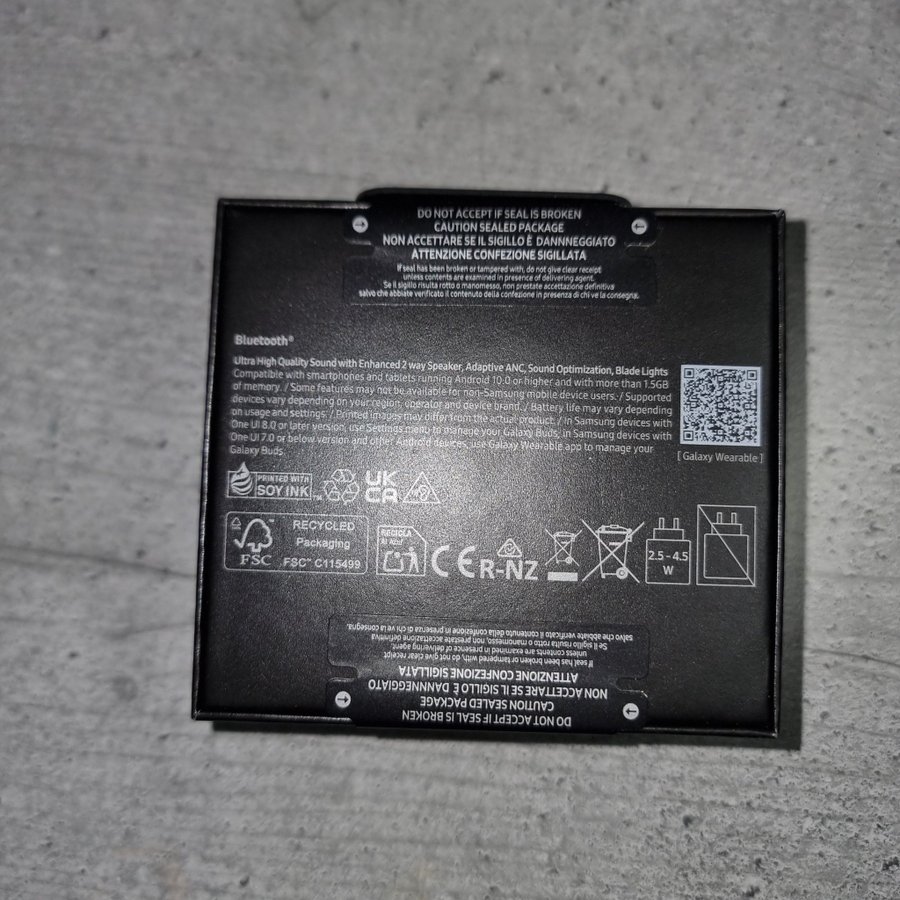 DO NOT ACCEPT IF SEAL IS BROKEN
CAUTION SEALED PACKAGE
NON ACCETTARE SE IL SIGILLO È DANNNEGGIATO
ATTENZIONE CONFEZIONE SIGILLATA
If seal has been broken or tampered with, do not give clear receipt
unless contents are examined in presence of delivering agent.
Se il sigillo risulta rotto o manomesso, non prestate accettazione definitiva
salvo che abbiate verificato il contenuto della confezione in presenza di chi ve la consegna.
Bluetooth®
Ultra High Quality Sound with Enhanced 2 way Speaker, Adaptive ANC, Sound Optimization, Blade Lights
Compatible with smartphones and tablets running Android 10.0 or higher and with more than 1.5GB
of memory. / Some features may not be available for non-Samsung mobile device users. / Supported
devices vary depending on your region, operator and device brand. / Battery life may vary depending
on usage and settings. / Printed images may differ from the actual product. / In Samsung devices with
One UI 8.0 or later version, use Settings menu to manage your Galaxy Buds, in Samsung devices with
One UI 7.0 or below version and other Android devices, use Galaxy Wearable app to manage your
Galaxy Buds.
[ Galaxy Wearable ]
PRINTED WITH
SOY INK™
UK
CA
FSC™
RECYCLED
Packaging
FSC™ C115499
RECICLA
Al Azul
CE
R-NZ
2.5 - 4.5
W
DO NOT ACCEPT IF SEAL IS BROKEN
CAUTION SEALED PACKAGE
NON ACCETTARE SE IL SIGILLO È DANNNEGGIATO
ATTENZIONE CONFEZIONE SIGILLATA
If seal has been broken or tampered with, do not give clear receipt
unless contents are examined in presence of delivering agent.
Se il sigillo risulta rotto o manomesso, non prestate accettazione definitiva
salvo che abbiate verificato il contenuto della confezione in presenza di chi ve la consegna.